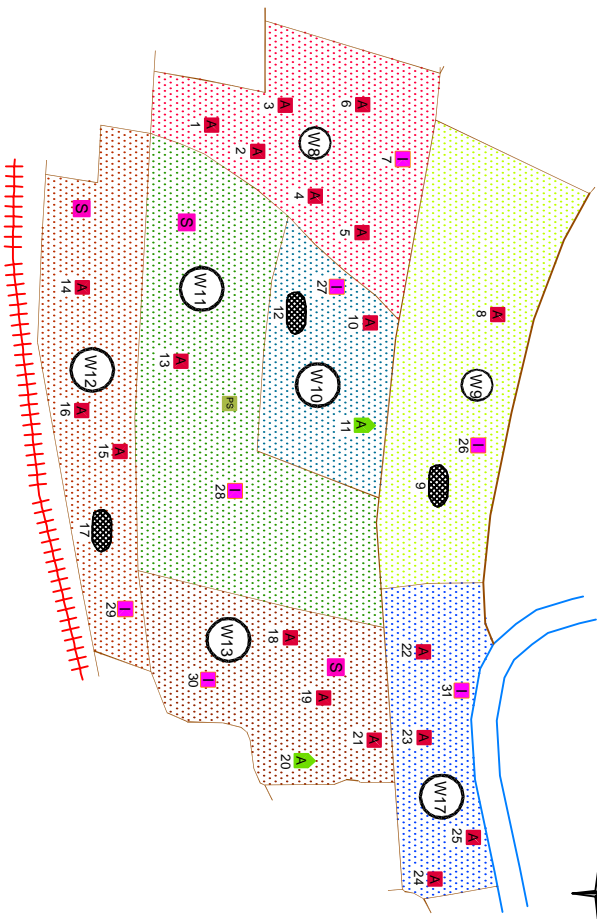 A 6
A 3
A 1
A 2
W8
I 7
A 4
A 5
S
S
A 14
W11
I 27
12
A 10
A 8
W9
W10
A 13
W12
A 16
PS
A 11
I 26
A 15
I 28
9
17
I 29
W13
A 18
S
I 30
A 19
A 22
I 31
A 21
A 23
A 20
W17
A 25
A 24